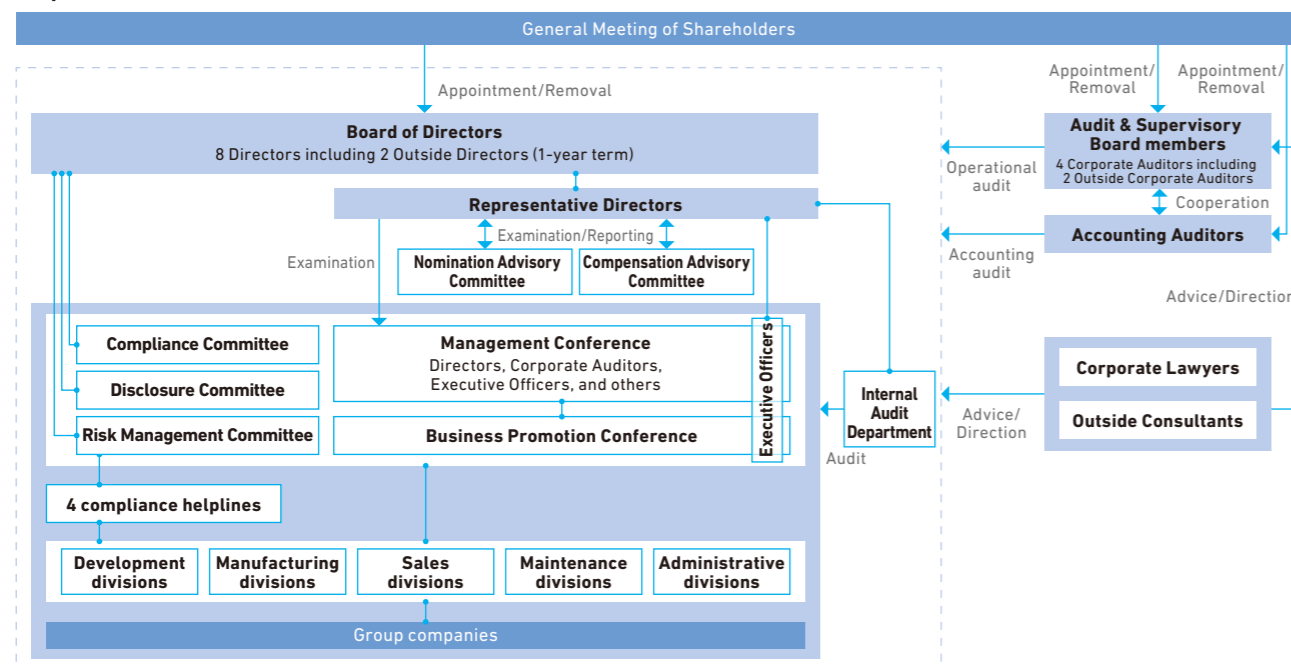 General Meeting of Shareholders
Appointment/Removal
Appointment/
Removal
Appointment/
Removal
Board of Directors
8 Directors including 2 Outside Directors (1-year term)
Audit & Supervisory
Board members
4 Corporate Auditors including
2 Outside Corporate Auditors
Operational
audit
Cooperation
Representative Directors
Accounting Auditors
Examination/Reporting
Examination
Nomination Advisory
Committee
Compensation Advisory
Committee
Accounting
audit
Advice/Direction
Compliance Committee
Disclosure Committee
Risk Management Committee
Management Conference
Directors, Corporate Auditors,
Executive Officers, and others
Business Promotion Conference
Executive Officers
Internal
Audit
Department
Audit
Advice/
Direction
Corporate Lawyers
Outside Consultants
4 compliance helplines
Development
divisions
Manufacturing
divisions
Sales
divisions
Maintenance
divisions
Administrative
divisions
Group companies